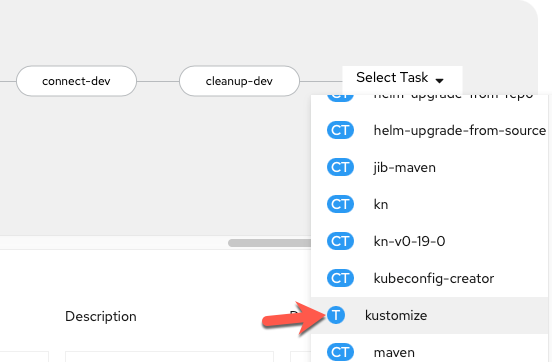 connect-dev
cleanup-dev
Select Task
CT helm-upgrade-from-repo
CT helm-upgrade-from-source
CT jib-maven
CT kn
CT kn-v0-19-0
CT kubeconfig-creator
T kustomize
CT maven
Description
D